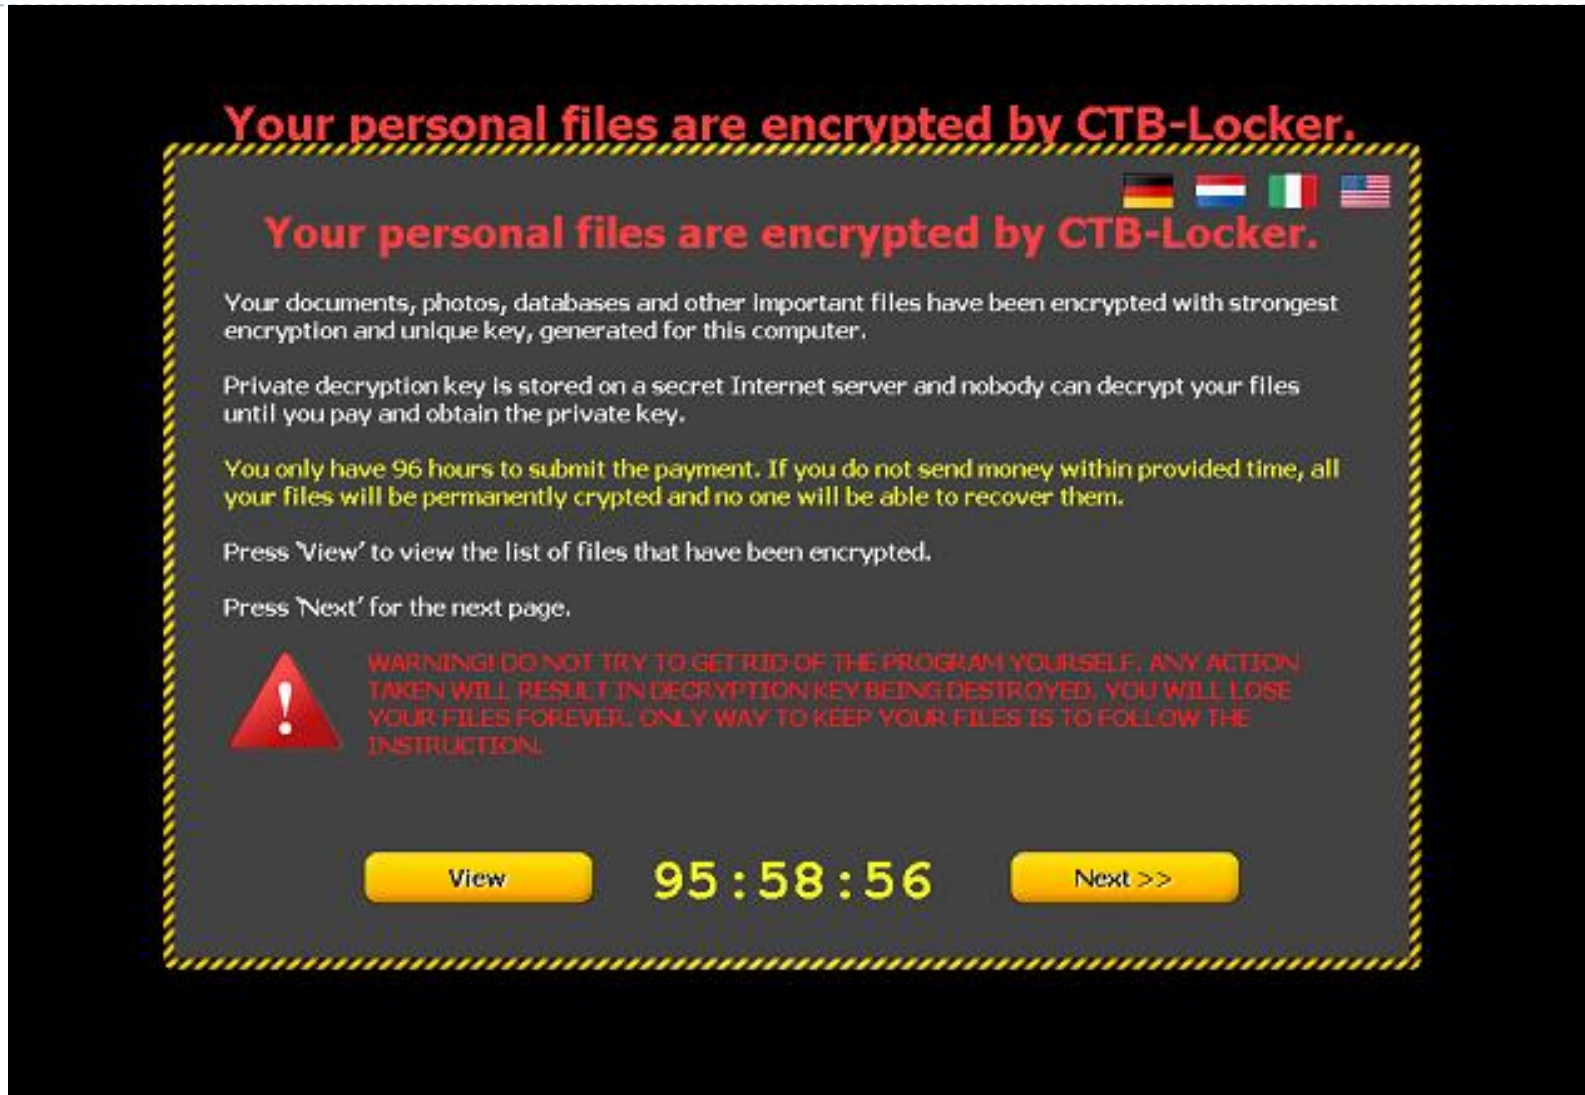 Your personal files are encrypted by CTB-Locker.
Your personal files are encrypted by CTB-Locker.
Your documents, photos, databases and other important files have been encrypted with strongest
encryption and unique key, generated for this computer.
Private decryption key is stored on a secret Internet server and nobody can decrypt your files
until you pay and obtain the private key.
You only have 96 hours to submit the payment. If you do not send money within provided time, all
your files will be permanently crypted and no one will be able to recover them.
Press 'View' to view the list of files that have been encrypted.
Press 'Next' for the next page.
WARNING! DO NOT TRY TO GET RID OF THE PROGRAM YOURSELF. ANY ACTION
TAKEN WILL RESULT IN DECRYPTION KEY BEING DESTROYED. YOU WILL LOSE
YOUR FILES FOREVER. ONLY WAY TO KEEP YOUR FILES IS TO FOLLOW THE
INSTRUCTION.
View 95:58:56 Next >>